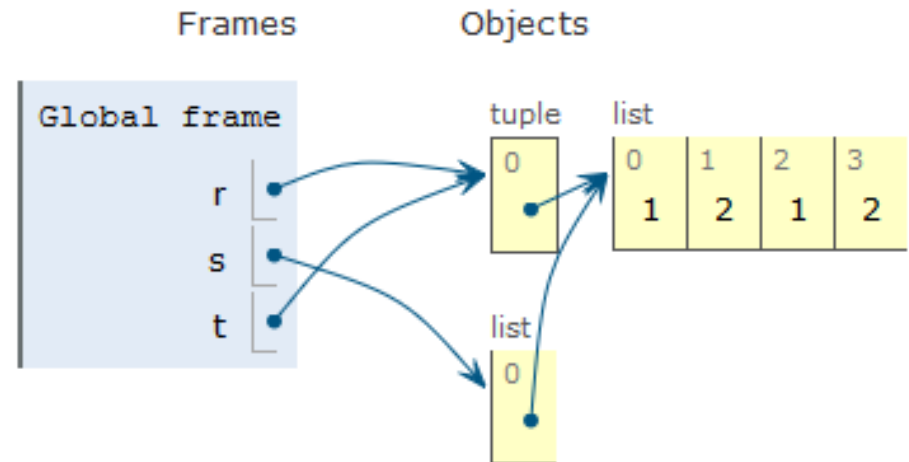 Frames Objects
Global frame
r
s
t
tuple
0
list
0 1 2 3
1 2 1 2
list
0